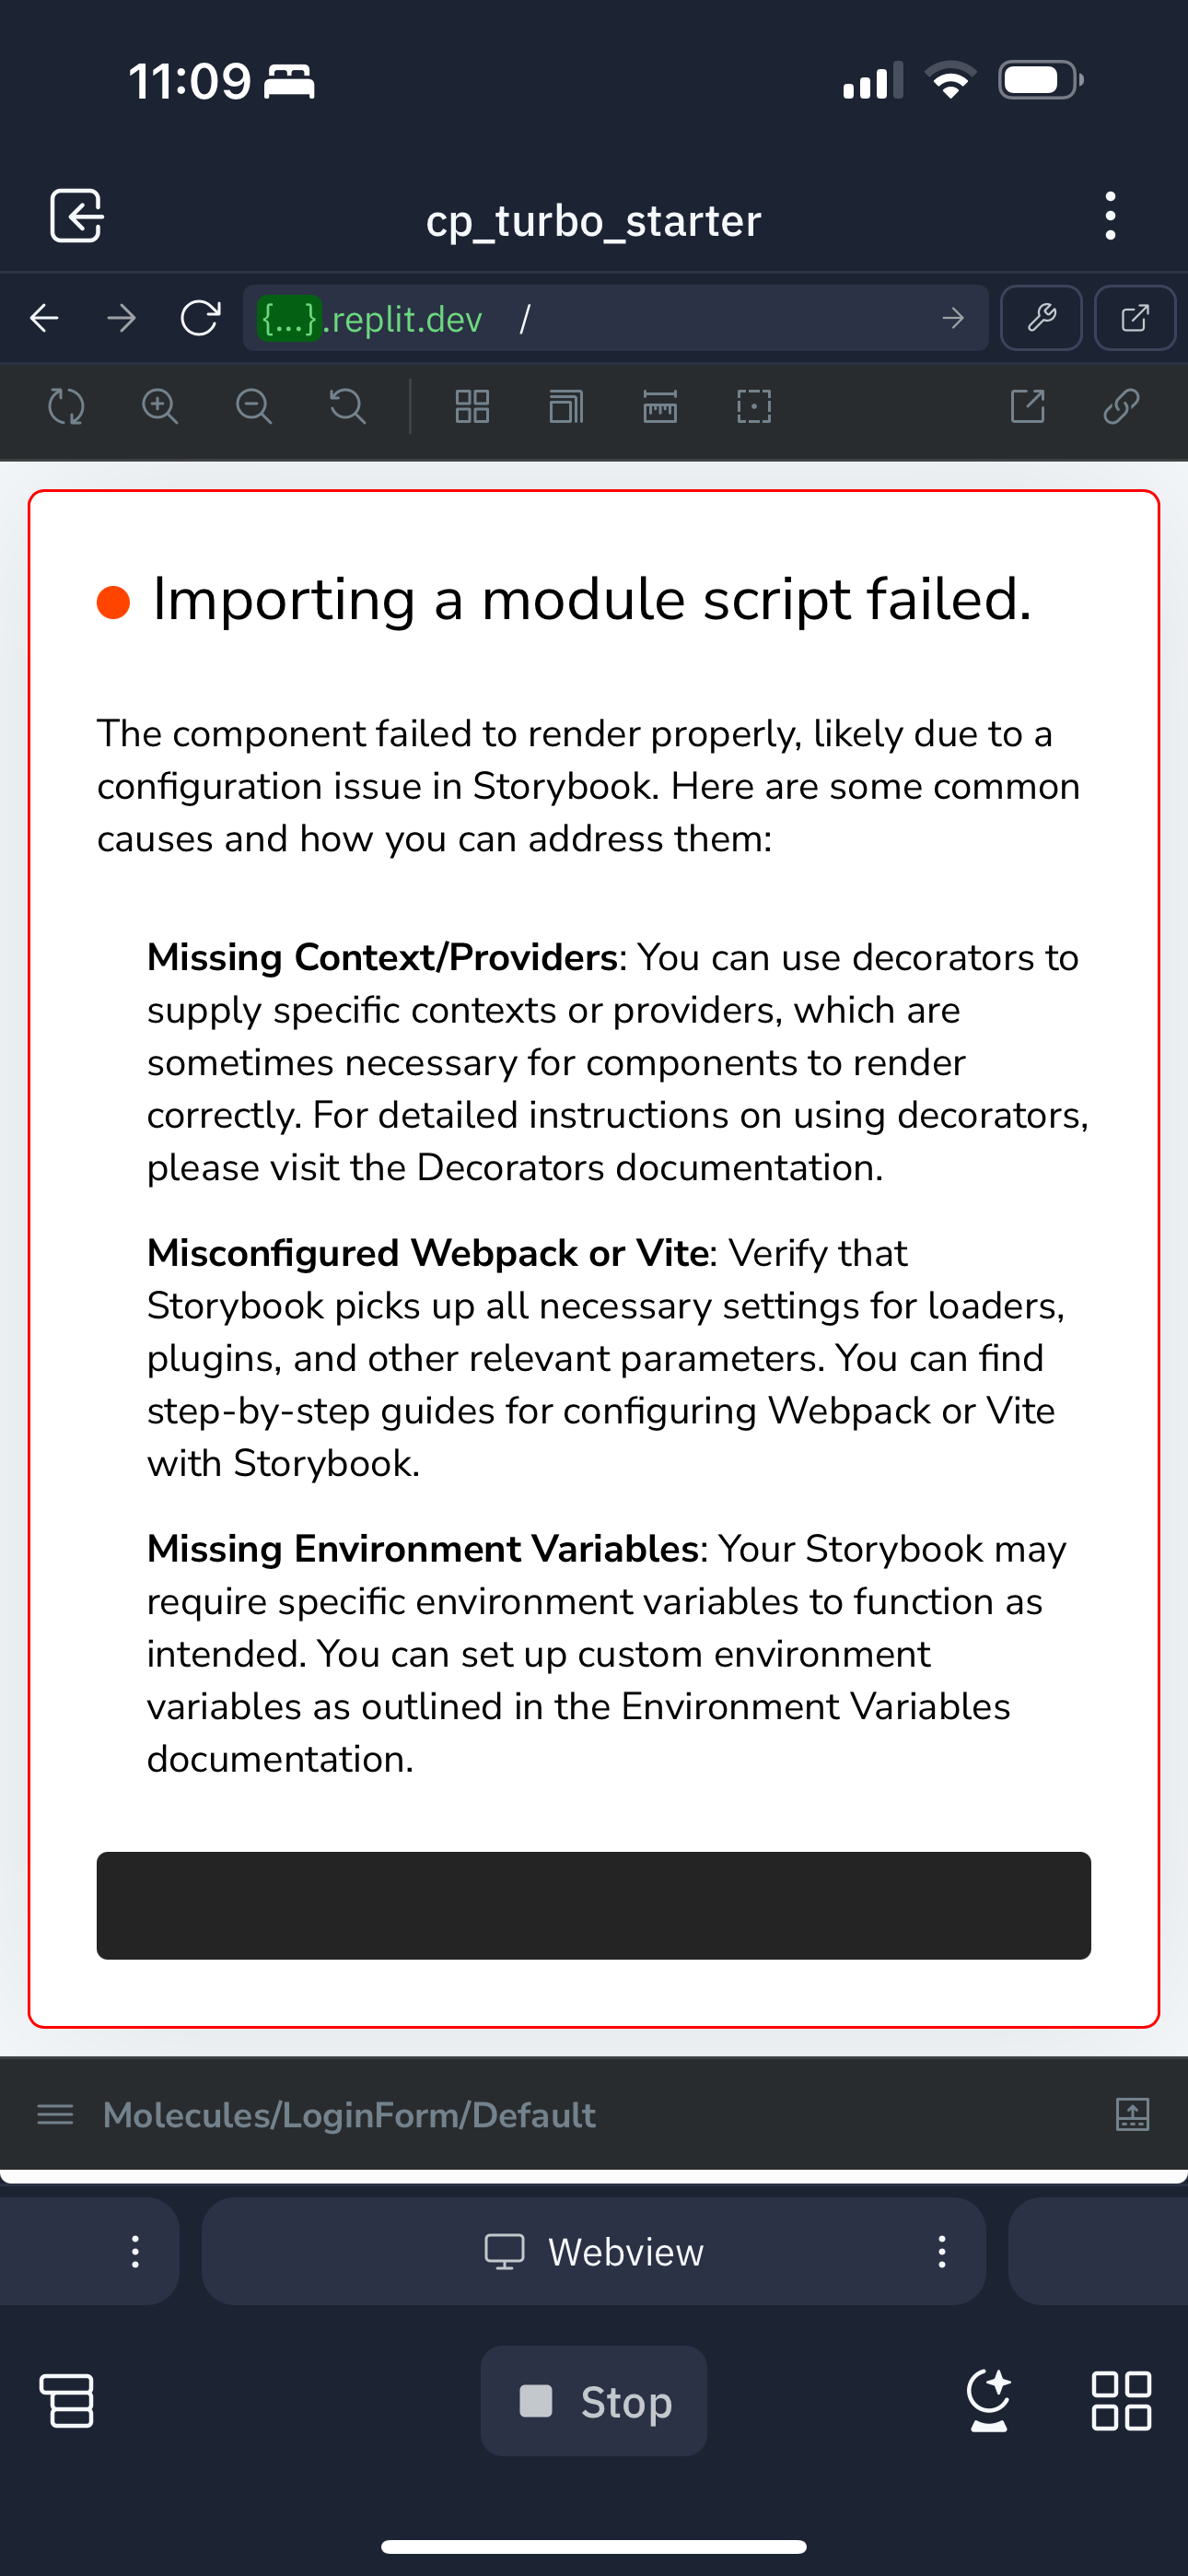 11:09
cp_turbo_starter
{...}.replit.dev /
Importing a module script failed.
The component failed to render properly, likely due to a
configuration issue in Storybook. Here are some common
causes and how you can address them:
Missing Context/Providers: You can use decorators to
supply specific contexts or providers, which are
sometimes necessary for components to render
correctly. For detailed instructions on using decorators,
please visit the Decorators documentation.
Misconfigured Webpack or Vite: Verify that
Storybook picks up all necessary settings for loaders,
plugins, and other relevant parameters. You can find
step-by-step guides for configuring Webpack or Vite
with Storybook.
Missing Environment Variables: Your Storybook may
require specific environment variables to function as
intended. You can set up custom environment
variables as outlined in the Environment Variables
documentation.
Molecules/LoginForm/Default
Webview
Stop